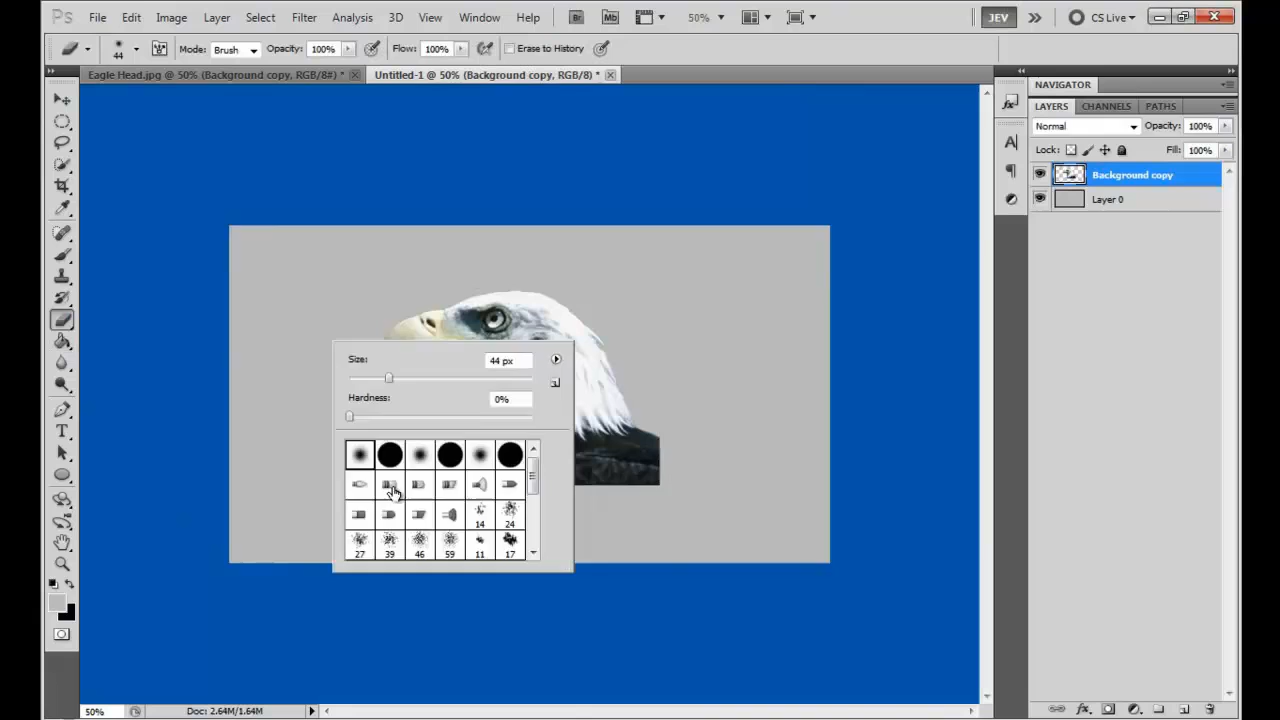 Ps File Edit Image Layer Select Filter Analysis 3D View Window Help Br Mb 50% JEV CS Live
44 Mode: Brush Opacity: 100% Flow: 100% Erase to History
Eagle Head.jpg @ 50% (Background copy, RGB/8#) * Untitled-1 @ 50% (Background copy, RGB/8) *
NAVIGATOR
LAYERS CHANNELS PATHS
Normal Opacity: 100%
Lock: Fill: 100%
Background copy
Layer 0
Size: 44 px
Hardness: 0%
14 24
27 39 46 59 11 17
50% Doc: 2.64M/1.64M